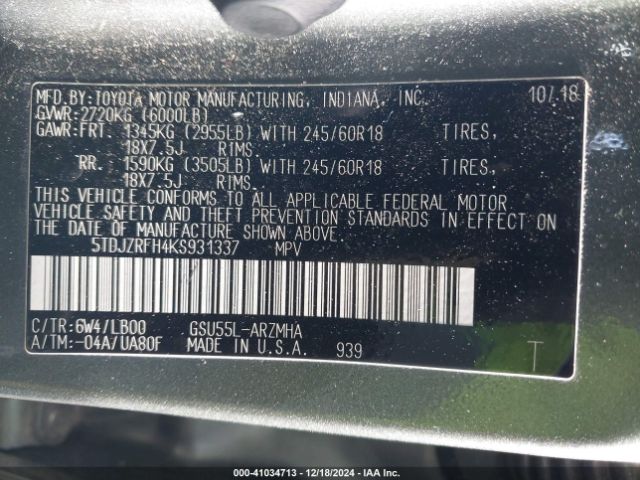 MFD.BY:TOYOTA MOTOR MANUFACTURING, INDIANA, INC. 10/18
GVWR:2720KG (6000LB)
GAWR:FRT. 1345KG (2955LB) WITH 245/60R18 TIRES,
18X7.5J RIMS
RR. 1590KG (3505LB) WITH 245/60R18 TIRES,
18X7.5J RIMS
THIS VEHICLE CONFORMS TO ALL APPLICABLE FEDERAL MOTOR
VEHICLE SAFETY AND THEFT PREVENTION STANDARDS IN EFFECT ON
THE DATE OF MANUFACTURE SHOWN ABOVE.
5TDJZRFH4KS931337 MPV
C/TR:6W4/LB00 GSU55L-ARZMHA
A/TM:-04A/UA80F MADE IN U.S.A. 939 T
000-41034713 - 12/18/2024 - IAA Inc.